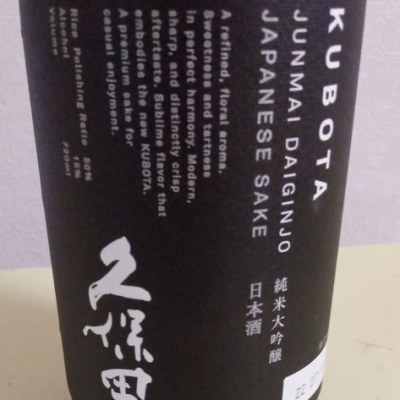 KUBOTA
JUNMAI DAIGINJO
JAPANESE SAKE
純米大吟醸
日本酒
A refined, floral aroma.
Sweetness and tartness
in perfect harmony. Modern,
sharp, and distinctly crisp
aftertaste. Sublime flavor that
embodies the new KUBOTA.
A premium sake for
casual enjoyment.
Rice Polishing Ratio 50%
Alcohol 15%
Volume 720ml
久保田